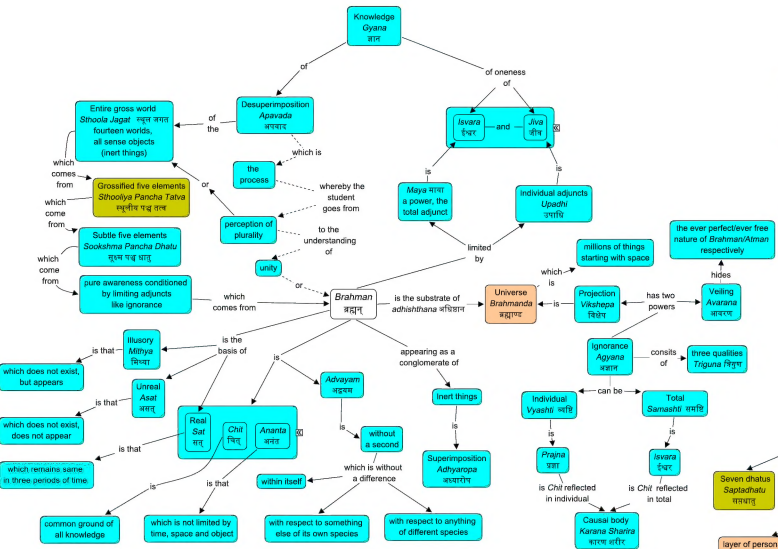 Knowledge
Gyana
ज्ञान
of
of oneness
of
Desuperimposition
Apavada
अपवाद
of
the
Entire gross world
Sthoola Jagat स्थूल जगत
fourteen worlds,
all sense objects
(inert things)
Isvara
ईश्वर
and
Jiva
जीव
which is
which
comes
from
the
process
or
whereby the
student
goes from
is
is
Grossified five elements
Sthooliya Pancha Tatva
स्थूलीय पञ्च तत्व
Maya माया
a power, the
total adjunct
individual adjuncts
Upadhi
उपाधि
which
come
from
perception of
plurality
to the
understanding
of
limited
by
Subtle five elements
Sookshma Pancha Dhatu
सूक्ष्म पञ्च धातु
the ever perfect/ever free
nature of Brahman/Atman
respectively
millions of things
starting with space
which
come
from
unity
which
is
hides
pure awareness conditioned
by limiting adjuncts
like ignorance
which
comes from
or
Brahman
ब्रह्मन्
is the substrate of
adhishthana अधिष्ठान
Universe
Brahmanda
ब्रह्माण्ड
is
Projection
Vikshepa
विक्षेप
has two
powers
Veiling
Avarana
आवरण
Illusory
Mithya
मिथ्या
is the
basis of
is that
which does not exist,
but appears
is
appearing as a
conglomerate of
Ignorance
Agyana
अज्ञान
consits
of
three qualities
Triguna त्रिगुण
Unreal
Asat
असत्
is that
which does not exist,
does not appear
Advayam
अद्वयम
Inert things
can be
Individual
Vyashti व्यष्टि
Total
Samashti समष्टि
Real
Sat
सत्
Chit
चित्
Ananta
अनंत
is
without
a second
is
is
is
is that
which remains same
in three periods of time.
Superimposition
Adhyaropa
अध्यारोप
Prajna
प्रज्ञा
isvara
ईश्वर
which is without
a difference
within itself
is
is that
is Chit reflected
in individual
is Chit reflected
in total
Seven dhatus
Saptadhatu
सप्तधातु
common ground of
all knowledge
which is not limited by
time, space and object
with respect to something
else of its own species
with respect to anything
of different species
Causal body
Karana Sharira
कारण शरीर
layer of person